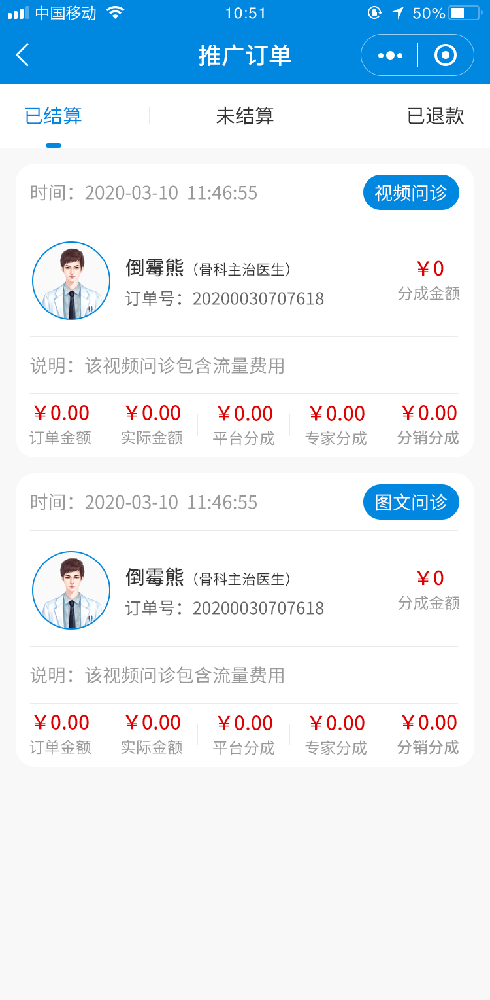 中国移动 10:51 50%
推广订单
已结算 未结算 已退款
时间：2020-03-10 11:46:55 视频问诊
倒霉熊（骨科主治医生） ￥0
订单号：20200030707618 分成金额
说明：该视频问诊包含流量费用
￥0.00 ￥0.00 ￥0.00 ￥0.00 ￥0.00
订单金额 实际金额 平台分成 专家分成 分销分成
时间：2020-03-10 11:46:55 图文问诊
倒霉熊（骨科主治医生） ￥0
订单号：20200030707618 分成金额
说明：该视频问诊包含流量费用
￥0.00 ￥0.00 ￥0.00 ￥0.00 ￥0.00
订单金额 实际金额 平台分成 专家分成 分销分成